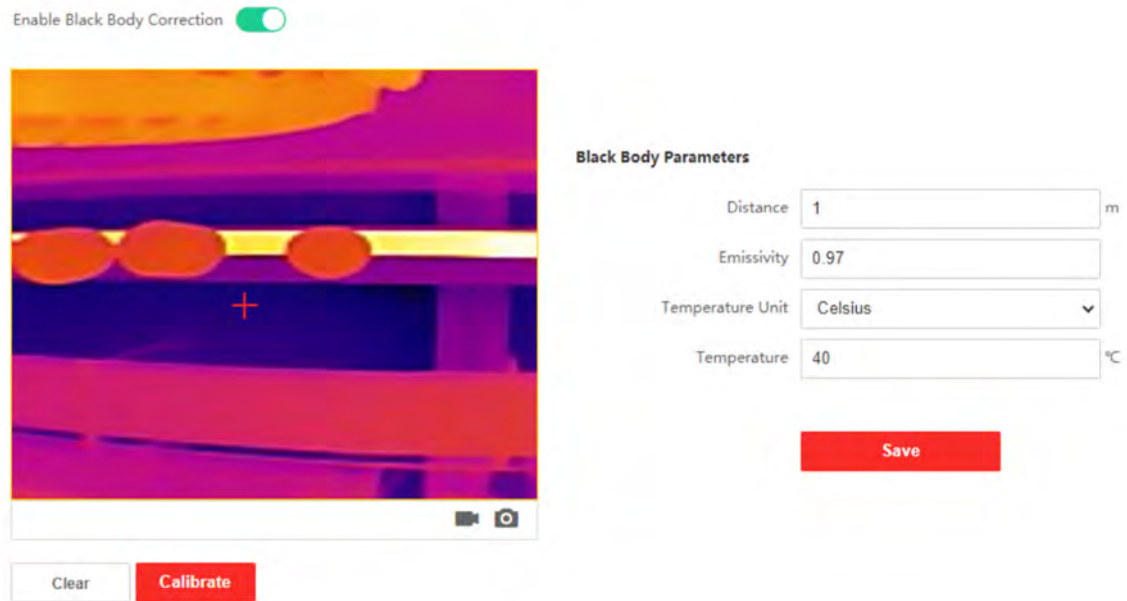 Enable Black Body Correction
Black Body Parameters
Distance 1 m
Emissivity 0.97
Temperature Unit Celsius
Temperature 40 °C
Save
Clear Calibrate